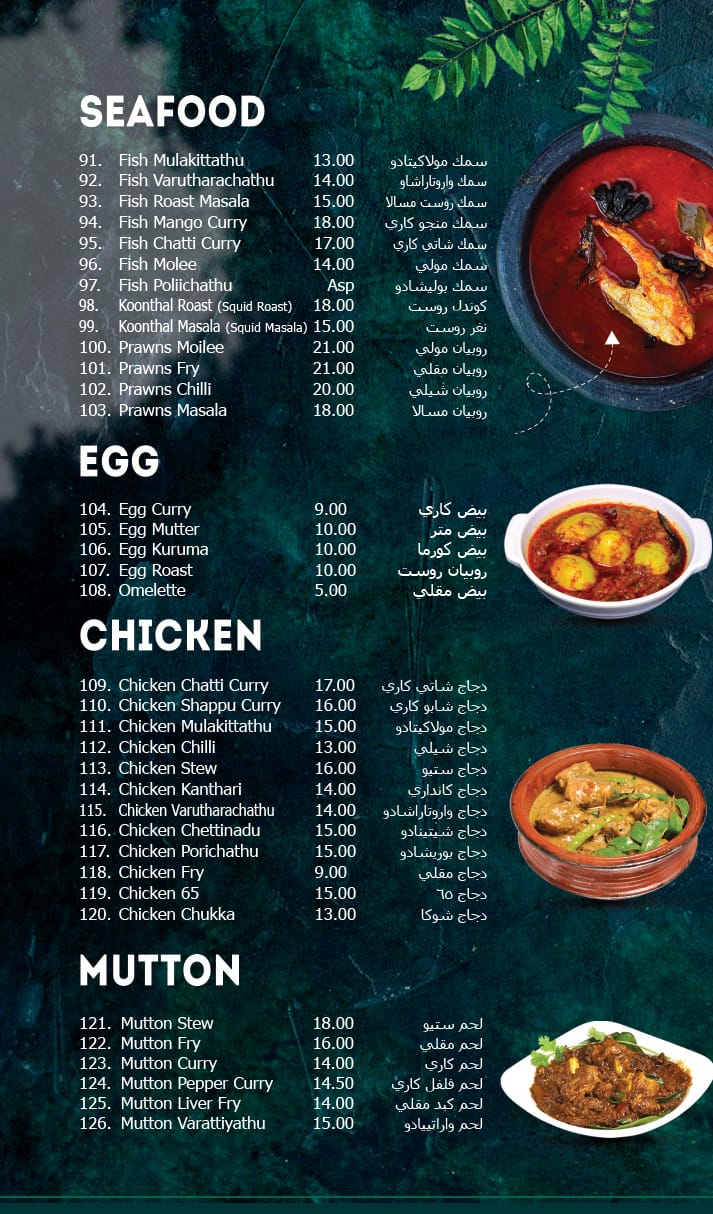 SEAFOOD
91. Fish Mulakittathu 13.00 سمك مولاكيتادو
92. Fish Varutharachathu 14.00 سمك واروتاراشاو
93. Fish Roast Masala 15.00 سمك رؤست مسالا
94. Fish Mango Curry 18.00 سمك منجو كاري
95. Fish Chatti Curry 17.00 سمك شاتي كاري
96. Fish Molee 14.00 سمك مولي
97. Fish Poliichathu Asp سمك بوليشادو
98. Koonthal Roast (Squid Roast) 18.00 كوندل روست
99. Koonthal Masala (Squid Masala) 15.00 نغر روست
100. Prawns Moilee 21.00 روبيان مولي
101. Prawns Fry 21.00 روبيان مقلي
102. Prawns Chilli 20.00 روبيان شيلي
103. Prawns Masala 18.00 روبيان مسالا
EGG
104. Egg Curry 9.00 بيض كاري
105. Egg Mutter 10.00 بيض متر
106. Egg Kuruma 10.00 بيض كورما
107. Egg Roast 10.00 روبيان روست
108. Omelette 5.00 بيض مقلي
CHICKEN
109. Chicken Chatti Curry 17.00 دجاج شاتي كاري
110. Chicken Shappu Curry 16.00 دجاج شابو كاري
111. Chicken Mulakittathu 15.00 دجاج مولاكيتادو
112. Chicken Chilli 13.00 دجاج شيلي
113. Chicken Stew 16.00 دجاج ستيو
114. Chicken Kanthari 14.00 دجاج كانداري
115. Chicken Varutharachathu 14.00 دجاج واروتاراشادو
116. Chicken Chettinadu 15.00 دجاج شيتينادو
117. Chicken Porichathu 15.00 دجاج بوريشادو
118. Chicken Fry 9.00 دجاج مقلي
119. Chicken 65 15.00 دجاج ٦٥
120. Chicken Chukka 13.00 دجاج شوكا
MUTTON
121. Mutton Stew 18.00 لحم ستيو
122. Mutton Fry 16.00 لحم مقلي
123. Mutton Curry 14.00 لحم كاري
124. Mutton Pepper Curry 14.50 لحم فلفل كاري
125. Mutton Liver Fry 14.00 لحم كبد مقلي
126. Mutton Varattiyathu 15.00 لحم واراتييادو